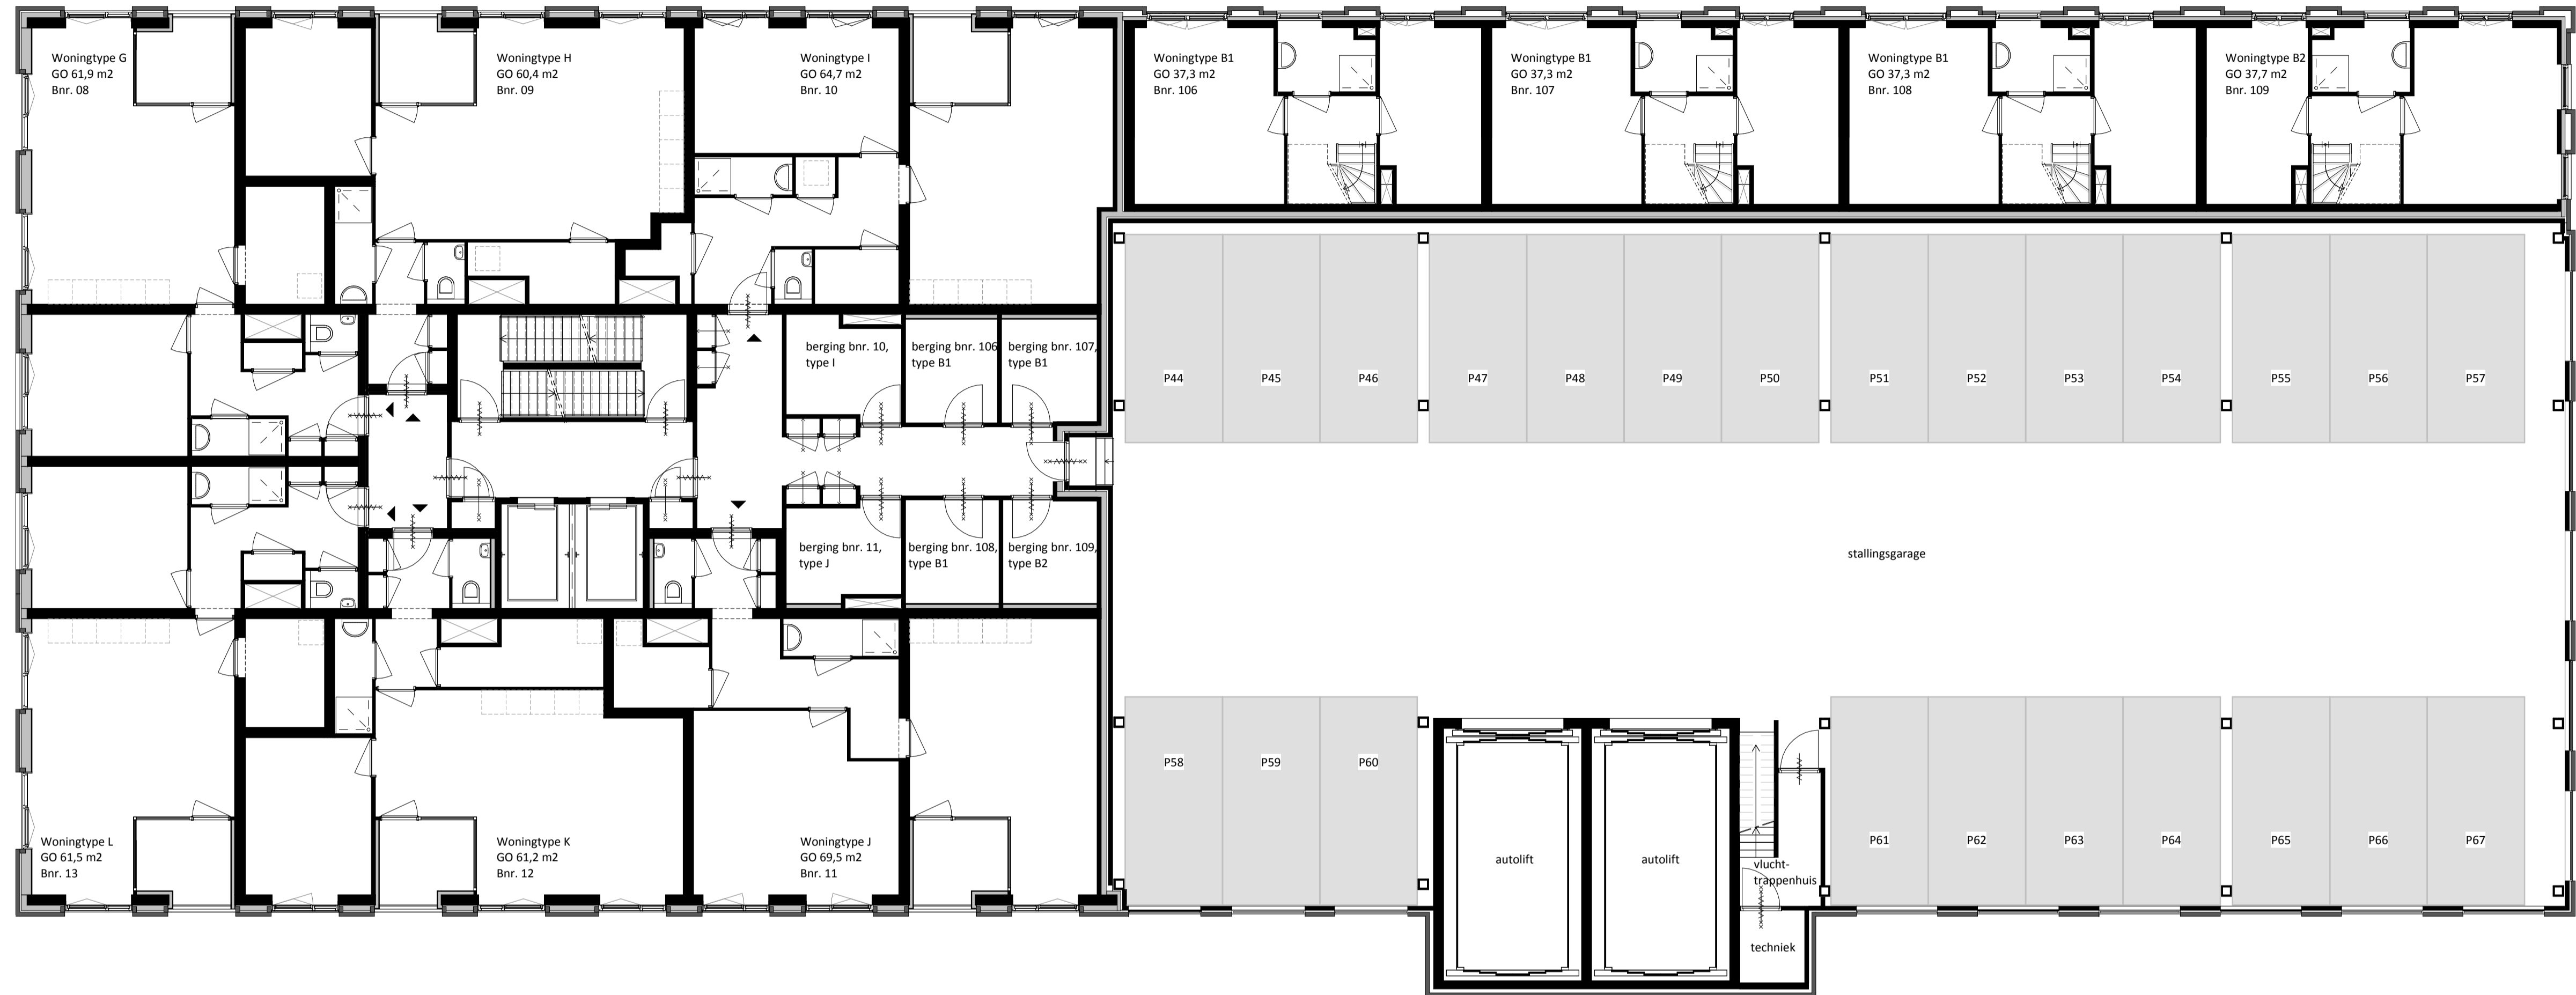 Woningtype G
GO 61,9 m2
Bnr. 08
Woningtype H
GO 60,4 m2
Bnr. 09
Woningtype I
GO 64,7 m2
Bnr. 10
Woningtype B1
GO 37,3 m2
Bnr. 106
Woningtype B1
GO 37,3 m2
Bnr. 107
Woningtype B1
GO 37,3 m2
Bnr. 108
Woningtype B2
GO 37,7 m2
Bnr. 109
berging bnr. 10,
type I
berging bnr. 106
type B1
berging bnr. 107,
type B1
P44
P45
P46
P47
P48
P49
P50
P51
P52
P53
P54
P55
P56
P57
berging bnr. 11,
type J
berging bnr. 108,
type B1
berging bnr. 109,
type B2
stallingsgarage
P58
P59
P60
Woningtype L
GO 61,5 m2
Bnr. 13
Woningtype K
GO 61,2 m2
Bnr. 12
Woningtype J
GO 69,5 m2
Bnr. 11
autolift
autolift
vlucht-
trappenhuis
P61
P62
P63
P64
P65
P66
P67
techniek